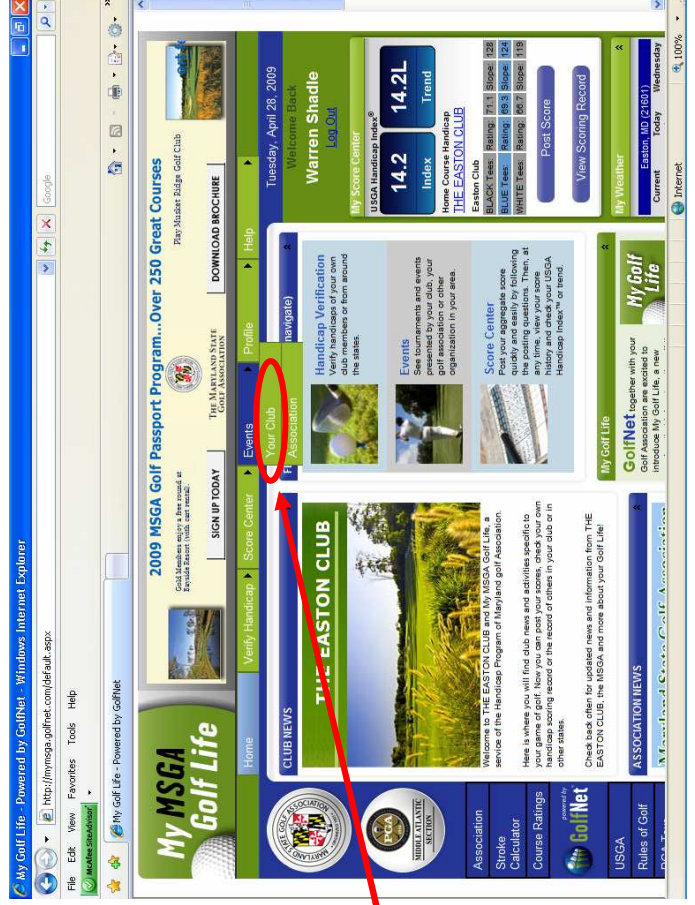 My Golf Life - Powered by GolfNet - Windows Internet Explorer
http://mymsga.golfnet.com/default.aspx
Google
File Edit View Favorites Tools Help
McAfee SiteAdvisor
My Golf Life - Powered by GolfNet
My MSGA
Golf Life
2009 MSGA Golf Passport Program...Over 250 Great Courses
Gold Members enjoy a free round at
Bayside Resort (with cart rental).
Play Musket Ridge Golf Club
SIGN UP TODAY
THE MARYLAND STATE
GOLF ASSOCIATION
DOWNLOAD BROCHURE
Home
Verify Handicap
Score Center
Events
Profile
Help
Your Club
Association
MARYLAND STATE GOLF ASSOCIATION
PGA
MIDDLE ATLANTIC
SECTION
Association
Stroke
Calculator
Course Ratings
powered by
GolfNet
USGA
Rules of Golf
PGA Tour
CLUB NEWS
THE EASTON CLUB
Welcome to THE EASTON CLUB and My MSGA Golf Life, a
service of the Handicap Program of Maryland golf Association.
Here is where you will find club news and activities specific to
your game of golf. Now you can post your scores, check your own
handicap scoring record or the record of others in your club or in
other states.
Check back often for updated news and information from THE
EASTON CLUB, the MSGA and more about your Golf Life!
ASSOCIATION NEWS
Maryland State Golf Association
navigate)
Handicap Verification
Verify handicaps of your own
club members or from around
the states.
Events
See tournaments and events
presented by your club, your
golf association or other
organization in your area.
Score Center
Post your aggregate score
quickly and easily by following
the posting questions. Then, at
any time, view your score
history and check your USGA
Handicap Index™ or trend.
My Golf Life
GolfNet together with your
Golf Association are excited to
introduce My Golf Life, a new
My Golf
Life
Tuesday, April 28, 2009
Welcome Back
Warren Shadle
Log Out
My Score Center
USGA Handicap Index®
14.2
Index
14.2L
Trend
Home Course Handicap
THE EASTON CLUB
Easton Club
BLACK Tees: Rating: 71.1 Slope: 128
BLUE Tees: Rating: 69.3 Slope: 124
WHITE Tees: Rating: 66.7 Slope: 119
Post Score
View Scoring Record
My Weather
Easton, MD (21601)
Current Today Wednesday
Internet
100%